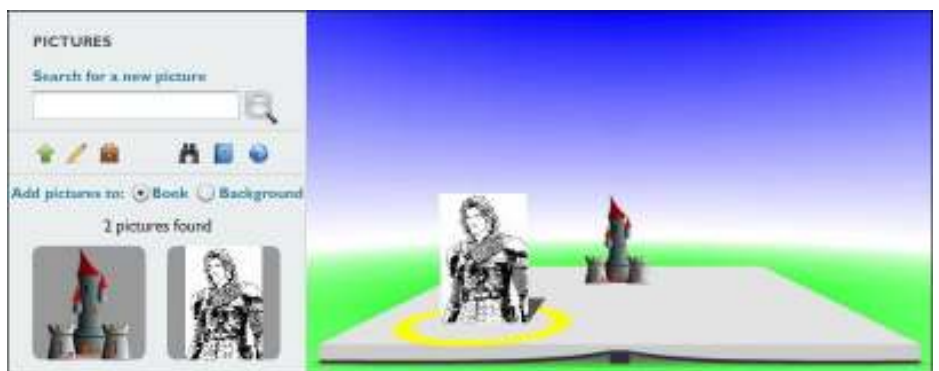 PICTURES
Search for a new picture
Add pictures to: Book Background
2 pictures found